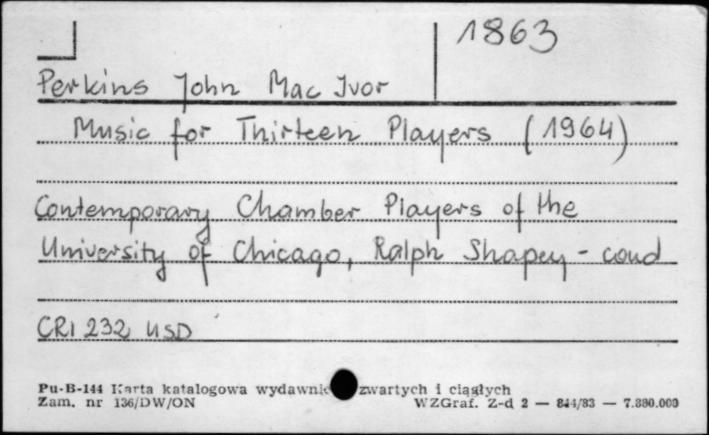 1863
Perkins John Mac Ivor
Music for Thirteen Players (1964)
Contemporary Chamber Players of the
University of Chicago, Ralph Shapey - cond
CRI 232 USD
Pu-B-144 Karta katalogowa wydawnic zwartych i ciągłych
Zam. nr 136/DW/ON WZGraf. Z-d 2 — 844/83 — 7.880.000